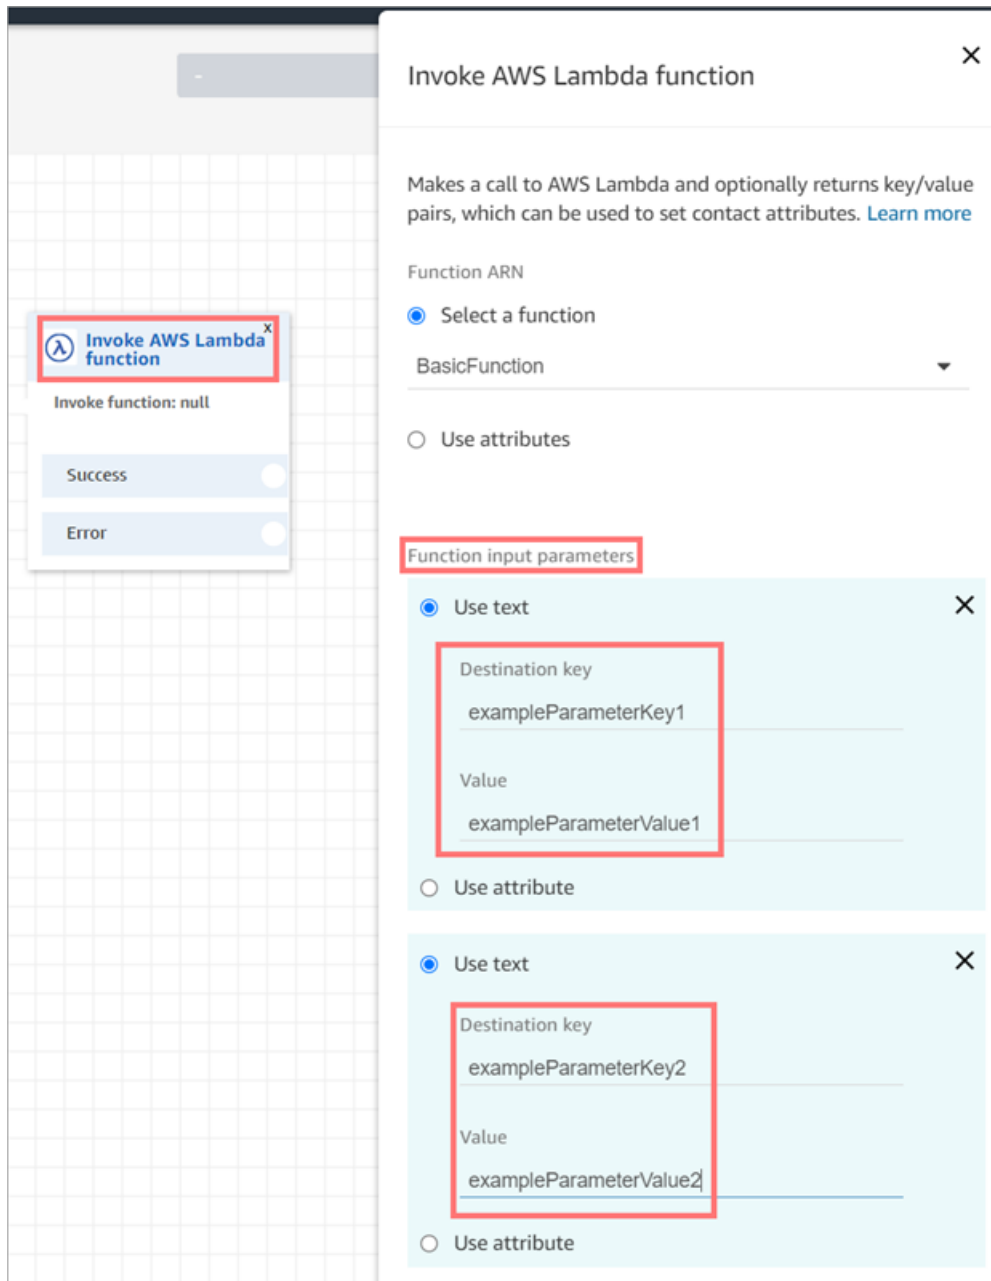 -
Invoke AWS Lambda function
Makes a call to AWS Lambda and optionally returns key/value
pairs, which can be used to set contact attributes. Learn more
Function ARN
Select a function
BasicFunction
Use attributes
Invoke AWS Lambda
function
x
Invoke function: null
Success
Error
Function input parameters
Use text
Destination key
exampleParameterKey1
Value
exampleParameterValue1
Use attribute
Use text
Destination key
exampleParameterKey2
Value
exampleParameterValue2
Use attribute